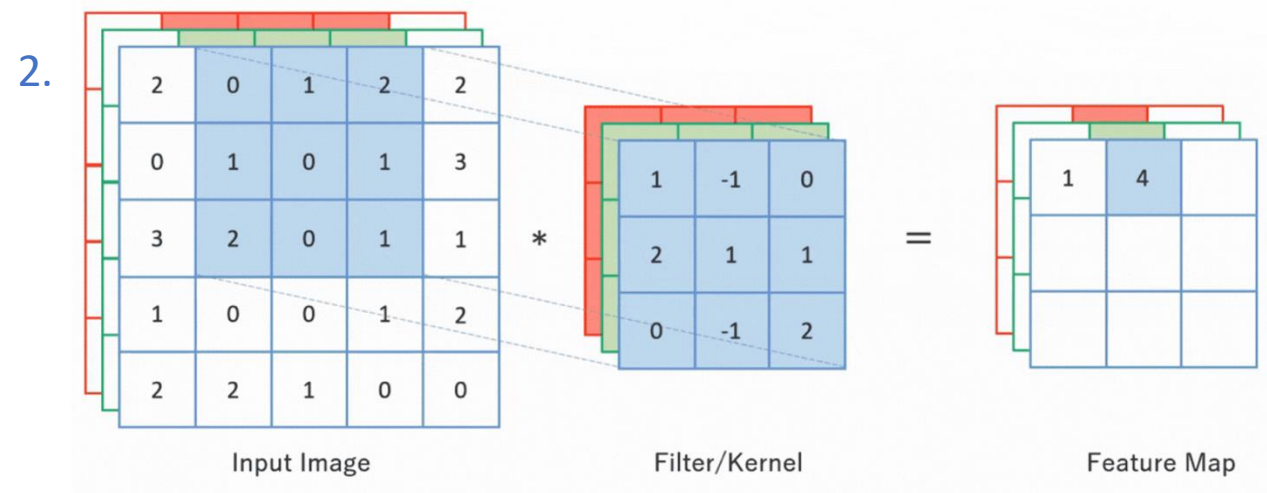 2.
2 0 1 2 2
0 1 0 1 3
3 2 0 1 1
1 0 0 1 2
2 2 1 0 0
*
1 -1 0
2 1 1
0 -1 2
=
1 4
Input Image
Filter/Kernel
Feature Map